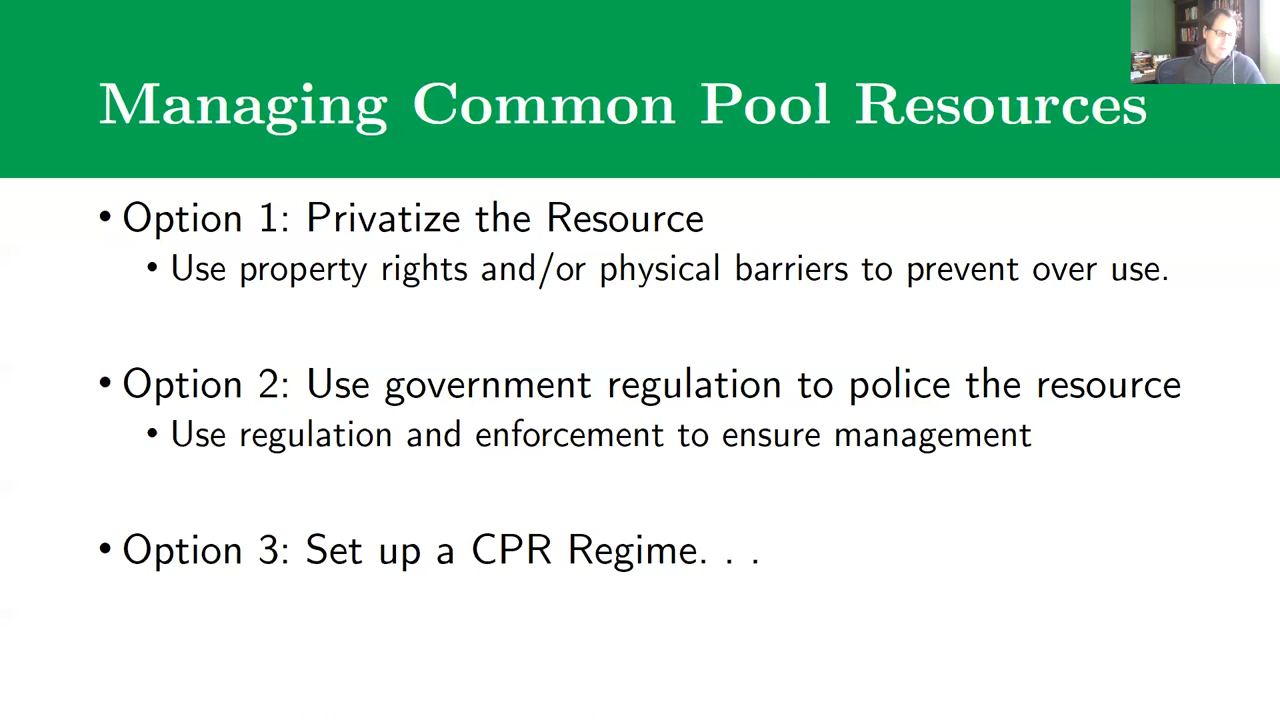 Managing Common Pool Resources
• Option 1: Privatize the Resource
• Use property rights and/or physical barriers to prevent over use.
• Option 2: Use government regulation to police the resource
• Use regulation and enforcement to ensure management
• Option 3: Set up a CPR Regime. . .